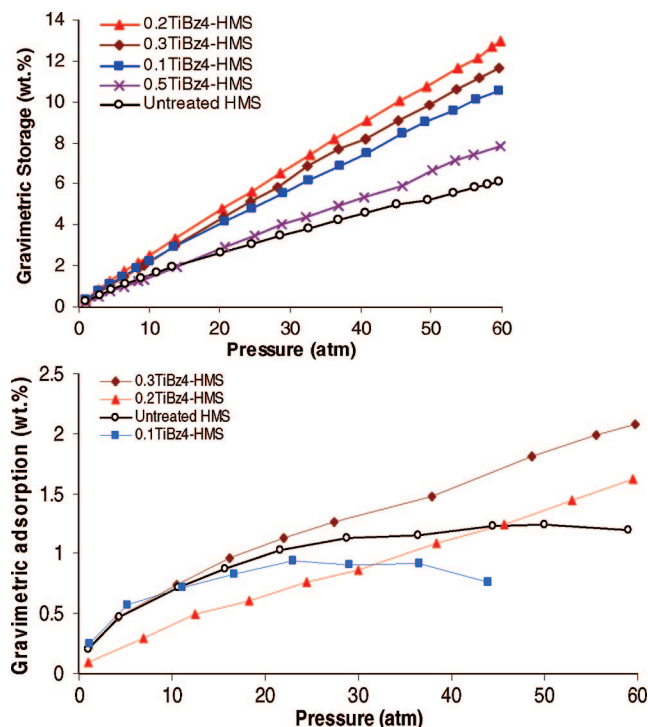 14
12
10
8
6
4
2
0
Gravimetric Storage (wt.%)
0.2TiBz4-HMS
0.3TiBz4-HMS
0.1TiBz4-HMS
0.5TiBz4-HMS
Untreated HMS
0 10 20 30 40 50 60
Pressure (atm)
2.5
2
1.5
1
0.5
0
Gravimetric adsorption (wt.%)
0.3TiBz4-HMS
0.2TiBz4-HMS
Untreated HMS
0.1TiBz4-HMS
0 10 20 30 40 50 60
Pressure (atm)